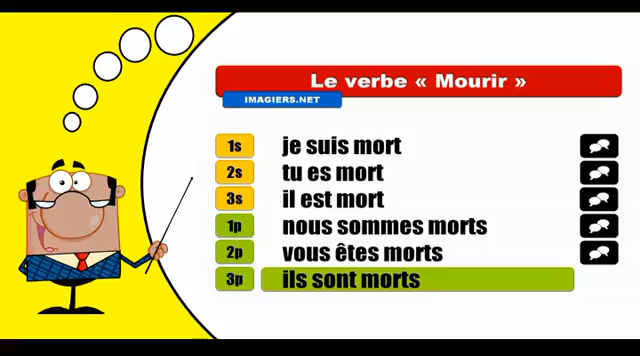 Le verbe « Mourir »
IMAGIERS.NET
1s je suis mort
2s tu es mort
3s il est mort
1p nous sommes morts
2p vous êtes morts
3p ils sont morts